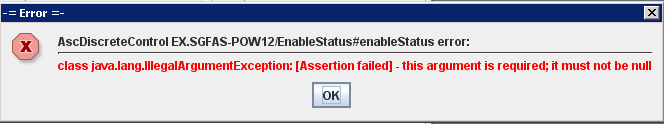 -= Error =-
AscDiscreteControl EX.SGFAS-POW12/EnableStatus#enableStatus error:
class java.lang.IllegalArgumentException: [Assertion failed] - this argument is required; it must not be null
OK